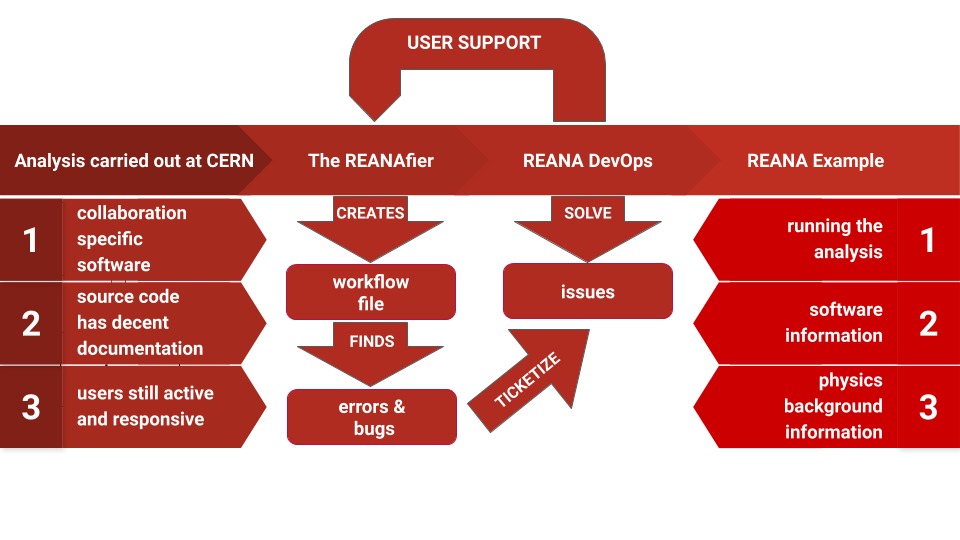 USER SUPPORT
Analysis carried out at CERN
The REANAfier
REANA DevOps
REANA Example
1
collaboration
specific
software
2
source code
has decent
documentation
3
users still active
and responsive
CREATES
workflow
file
FINDS
errors &
bugs
TICKETIZE
SOLVE
issues
running the
analysis
1
software
information
2
physics
background
information
3